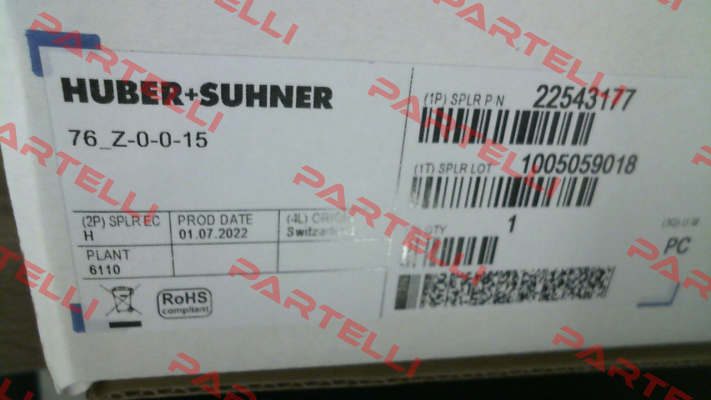 HUBER+SUHNER
76_Z-0-0-15
(1P) SPLR P N 22543177
(1T) SPLR LOT 1005059018
QTY 1
PC
(2P) SPLR EC
H
PROD DATE
01.07.2022
(4L) ORIGIN
Switzerland
PLANT
6110
RoHS
compliant
PARTELLI
PARTELLI
PARTELLI
PARTELLI
PARTELLI
PARTELLI